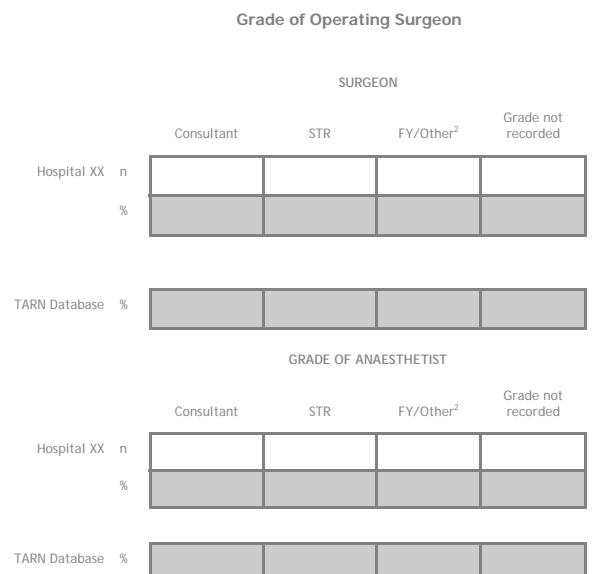 Grade of Operating Surgeon
SURGEON
Consultant STR FY/Other² Grade not recorded
Hospital XX n
%
TARN Database %
GRADE OF ANAESTHETIST
Consultant STR FY/Other² Grade not recorded
Hospital XX n
%
TARN Database %